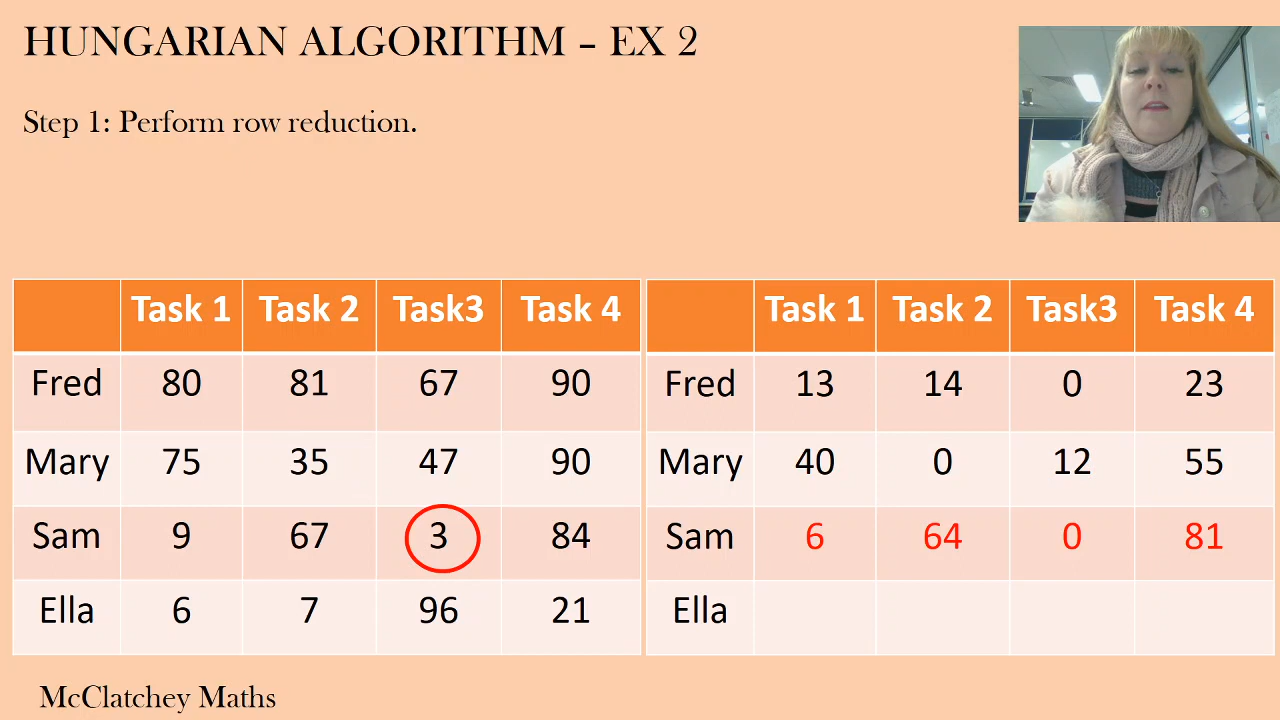 HUNGARIAN ALGORITHM – EX 2
Step 1: Perform row reduction.
Task 1 Task 2 Task3 Task 4
Fred 80 81 67 90
Mary 75 35 47 90
Sam 9 67 3 84
Ella 6 7 96 21
Task 1 Task 2 Task3 Task 4
Fred 13 14 0 23
Mary 40 0 12 55
Sam 6 64 0 81
Ella
McClatchey Maths